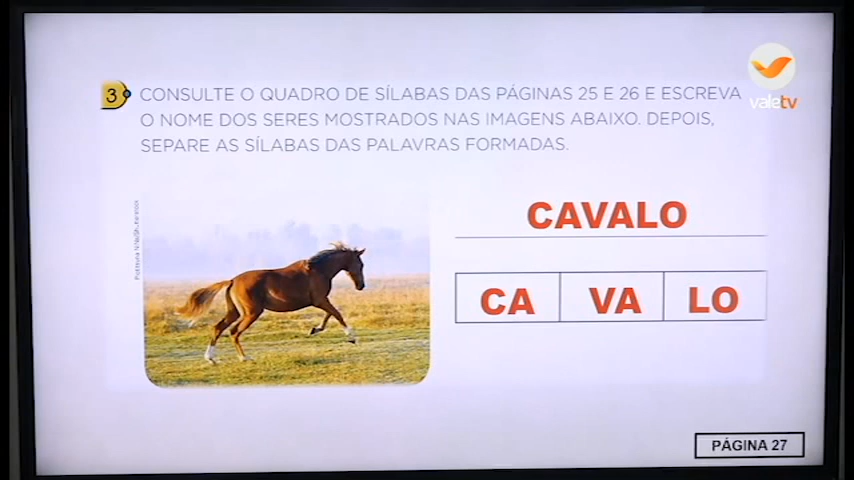 valetv
3 CONSULTE O QUADRO DE SÍLABAS DAS PÁGINAS 25 E 26 E ESCREVA
O NOME DOS SERES MOSTRADOS NAS IMAGENS ABAIXO. DEPOIS,
SEPARE AS SÍLABAS DAS PALAVRAS FORMADAS.
CAVALO
CA VA LO
PÁGINA 27